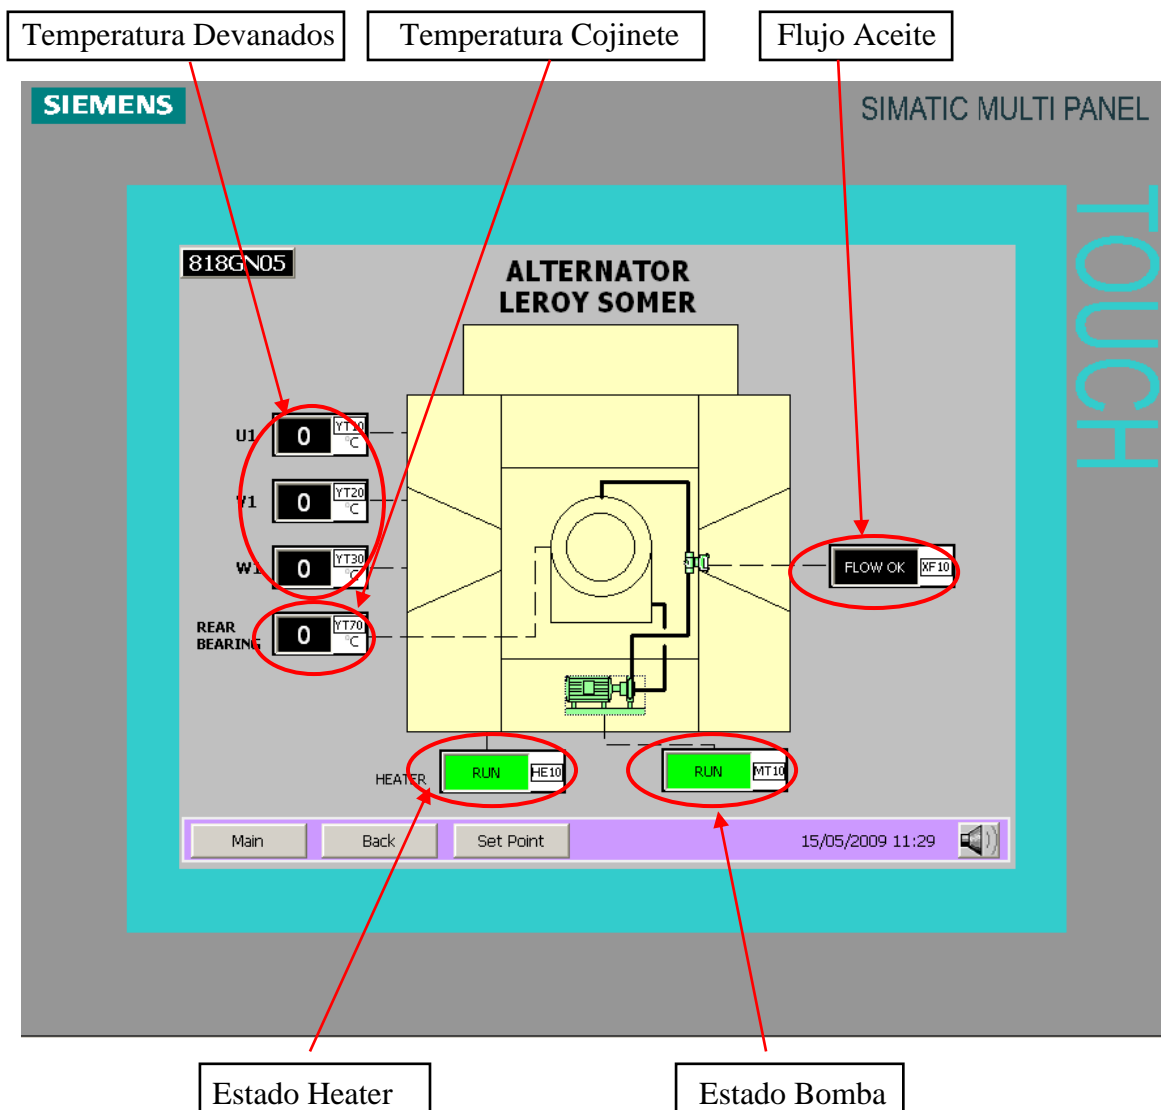 Temperatura Devanados
Temperatura Cojinete
Flujo Aceite
SIEMENS
SIMATIC MULTI PANEL
TOUCH
818GN05
ALTERNATOR
LEROY SOMER
U1
0
YT10
°C
V1
0
YT20
°C
W1
0
YT30
°C
REAR
BEARING
0
YT70
°C
FLOW OK
XF10
HEATER
RUN
HE10
RUN
MT10
Main
Back
Set Point
15/05/2009 11:29
Estado Heater
Estado Bomba